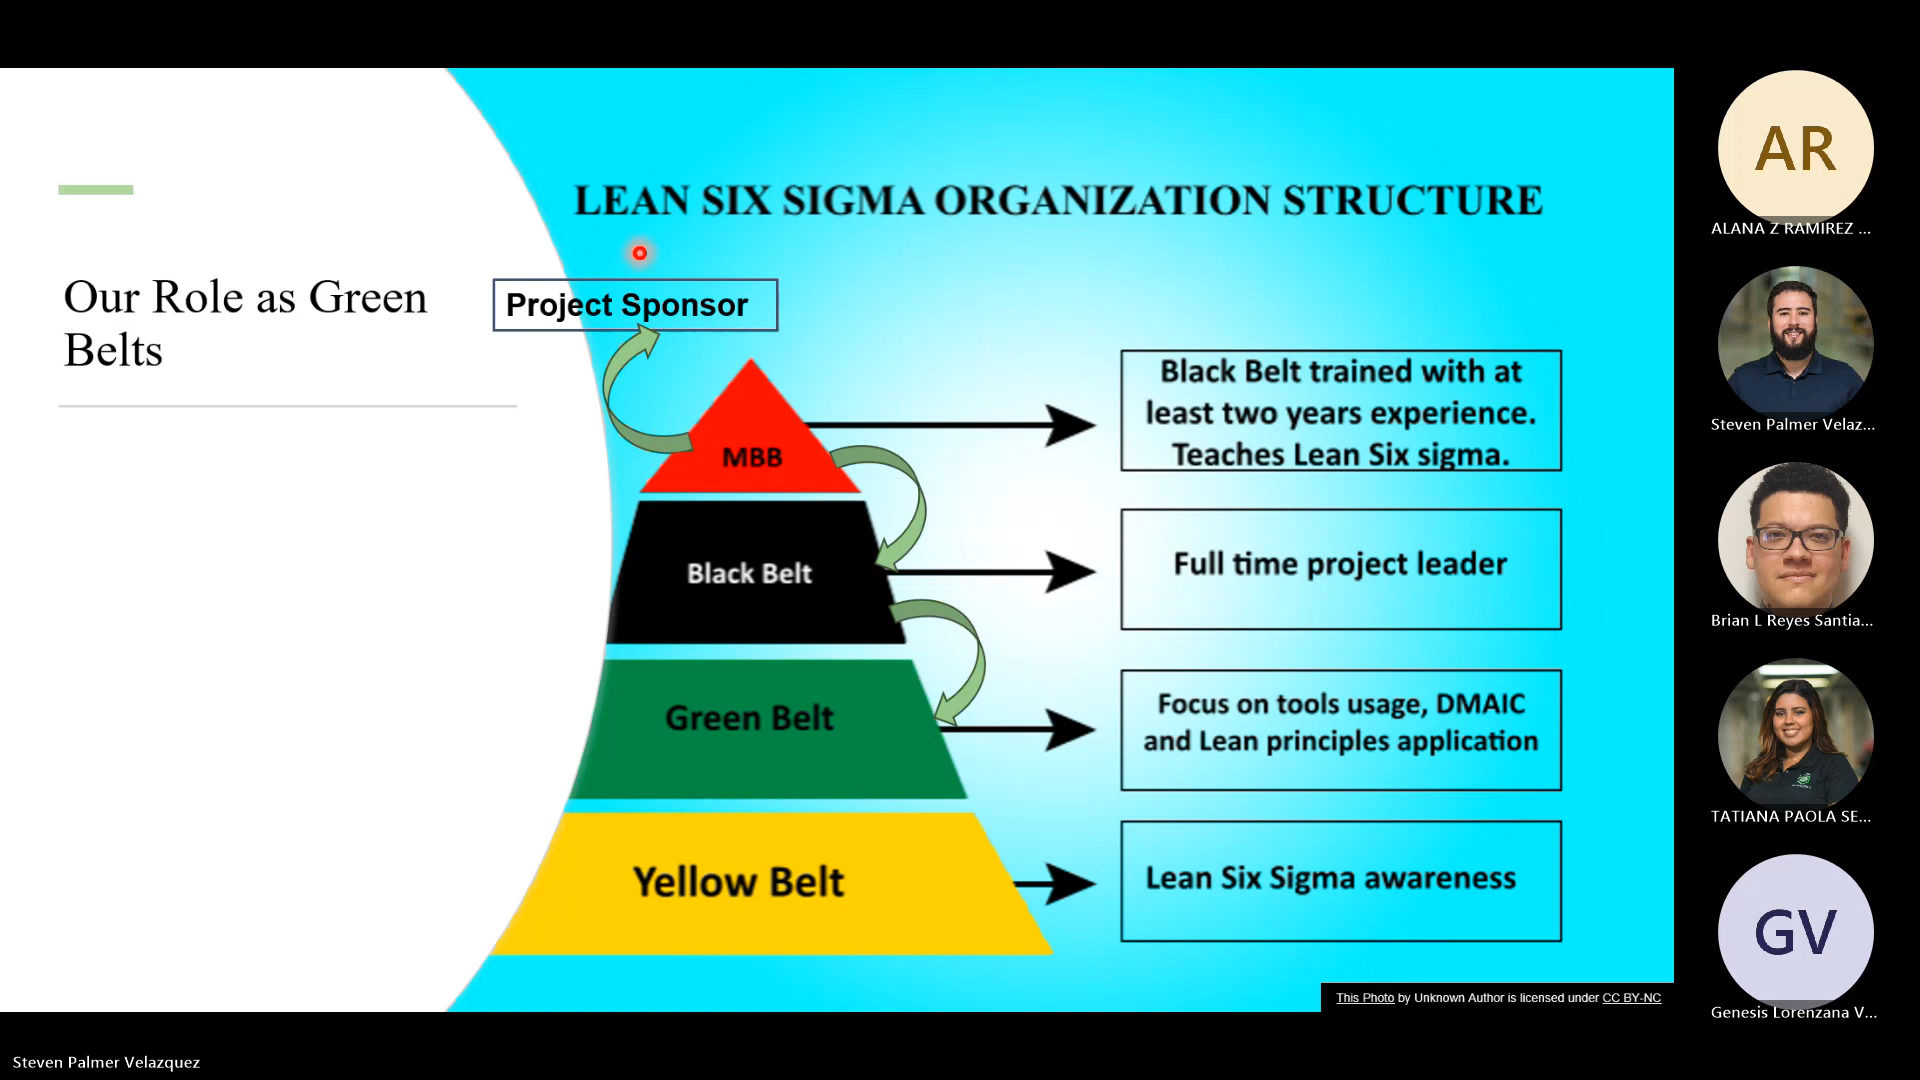 LEAN SIX SIGMA ORGANIZATION STRUCTURE
Our Role as Green
Belts
Project Sponsor
MBB
Black Belt trained with at
least two years experience.
Teaches Lean Six sigma.
Black Belt
Full time project leader
Green Belt
Focus on tools usage, DMAIC
and Lean principles application
Yellow Belt
Lean Six Sigma awareness
This Photo by Unknown Author is licensed under CC BY-NC
AR
ALANA Z RAMIREZ ...
Steven Palmer Velaz...
Brian L Reyes Santia...
TATIANA PAOLA SE...
GV
Genesis Lorenzana V...
Steven Palmer Velazquez